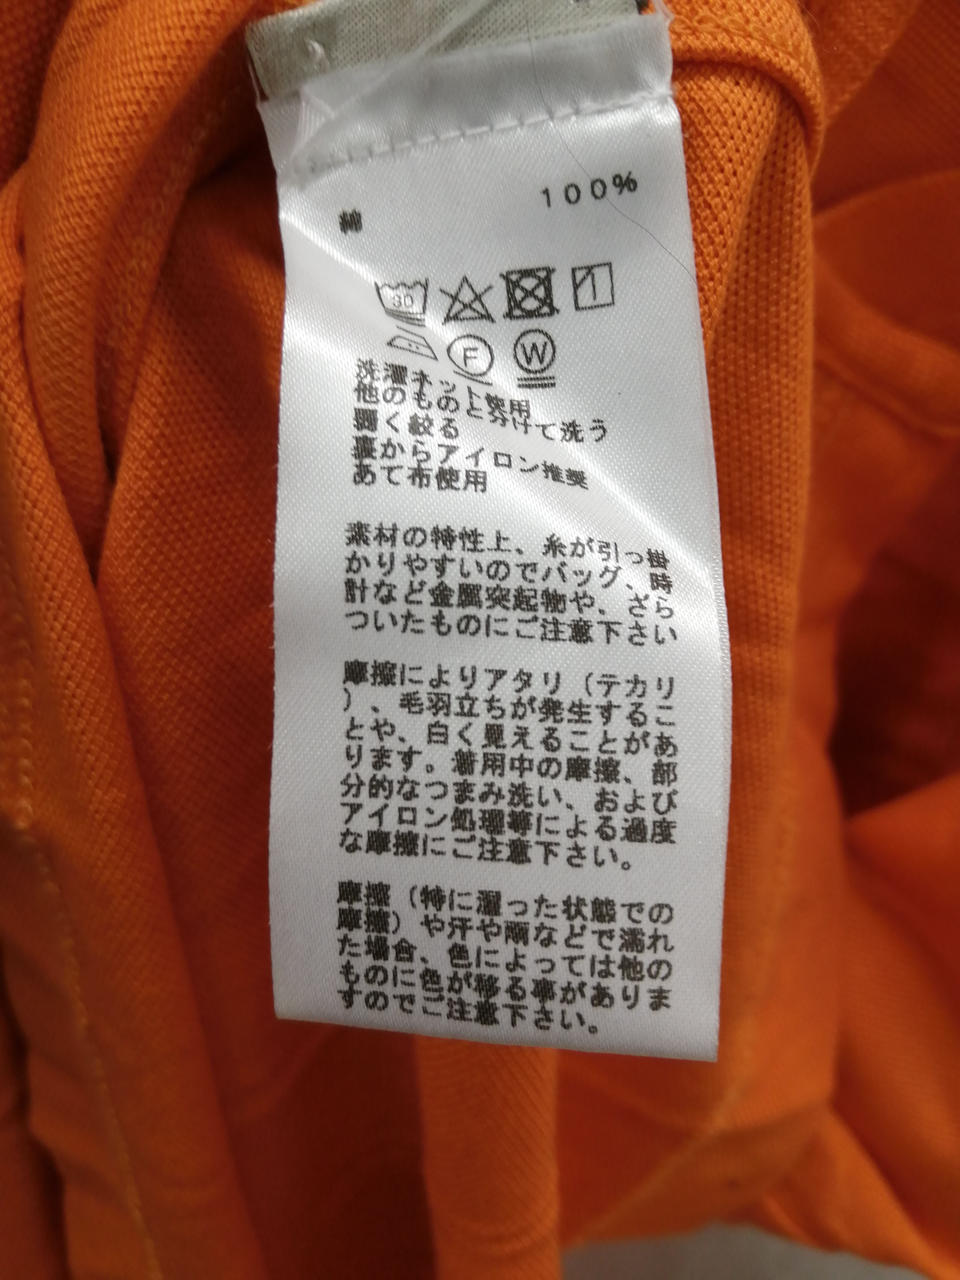 綿 100%
30
F W
洗濯ネット使用
他のものと分けて洗う
弱く絞る
裏からアイロン推奨
あて布使用
素材の特性上、糸が引っ掛
かりやすいのでバッグ、時
計など金属突起物や、ざら
ついたものにご注意下さい
摩擦によりアタリ（テカリ
）、毛羽立ちが発生するこ
とや、白く見えることがあ
ります。着用中の摩擦、部
分的なつまみ洗い、および
アイロン処理等による過度
な摩擦にご注意下さい。
摩擦（特に湿った状態での
摩擦）や汗や雨などで濡れ
た場合、色によっては他の
ものに色が移る事がありま
すのでご注意下さい。